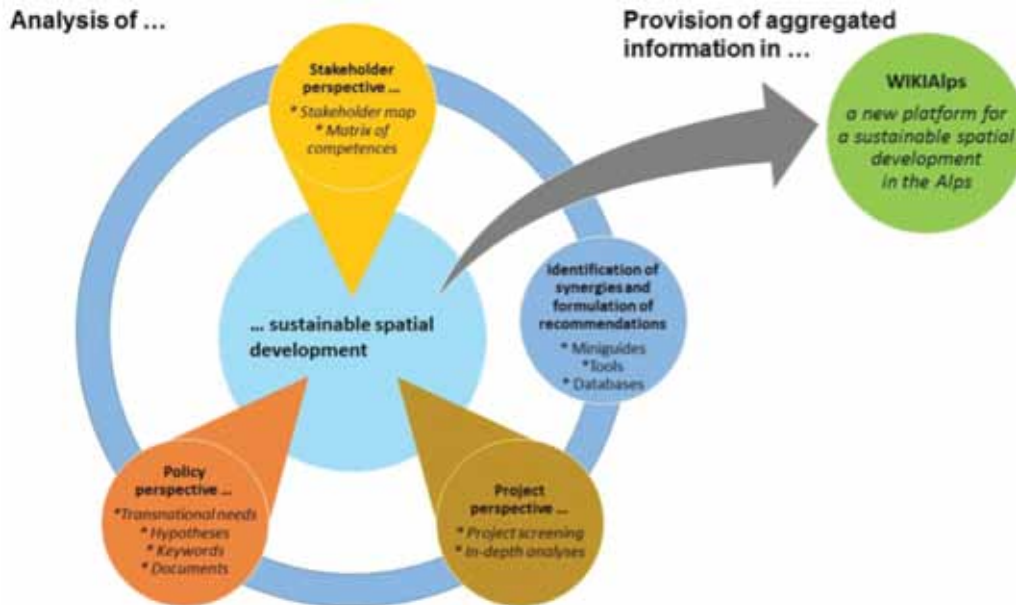 Analysis of ...
Provision of aggregated
information in ...
Stakeholder
perspective ...
* Stakeholder map
* Matrix of
competences
WIKIAlps
a new platform for
a sustainable spatial
development
in the Alps
Identification of
synergies and
formulation of
recommendations
* Miniguides
*Tools
* Databases
... sustainable spatial
development
Policy
perspective ...
*Transnational needs
* Hypotheses
* Keywords
* Documents
Project
perspective ...
* Project screening
* In-depth analyses